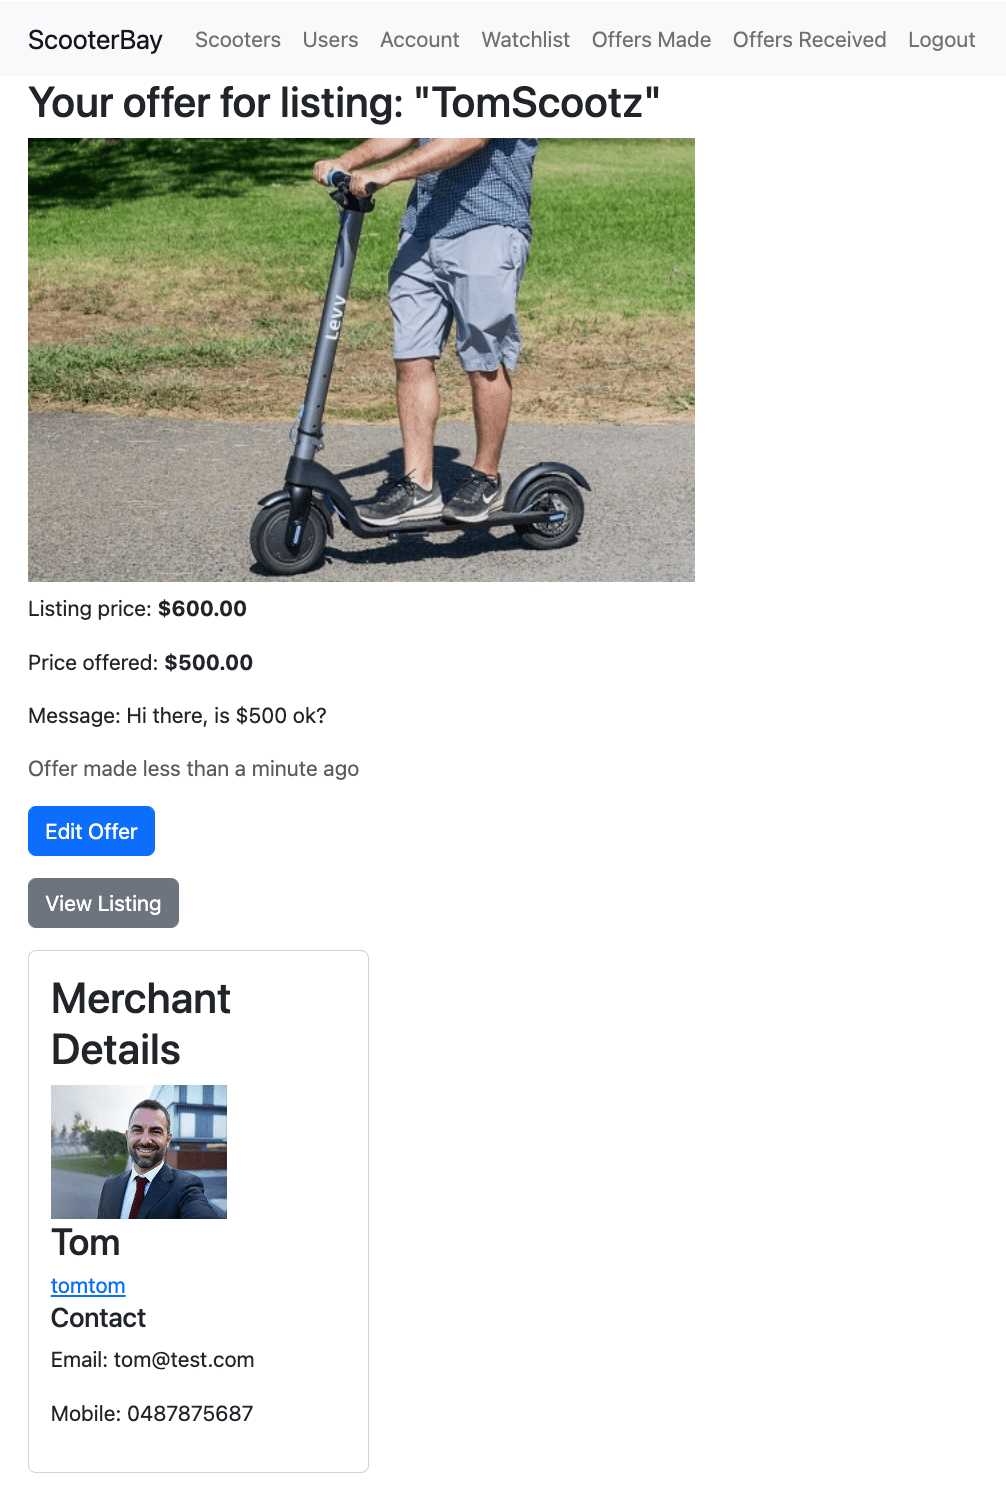 ScooterBay Scooters Users Account Watchlist Offers Made Offers Received Logout
Your offer for listing: "TomScootz"
Levy
Listing price: $600.00
Price offered: $500.00
Message: Hi there, is $500 ok?
Offer made less than a minute ago
Edit Offer
View Listing
Merchant
Details
Tom
tomtom
Contact
Email: tom@test.com
Mobile: 0487875687